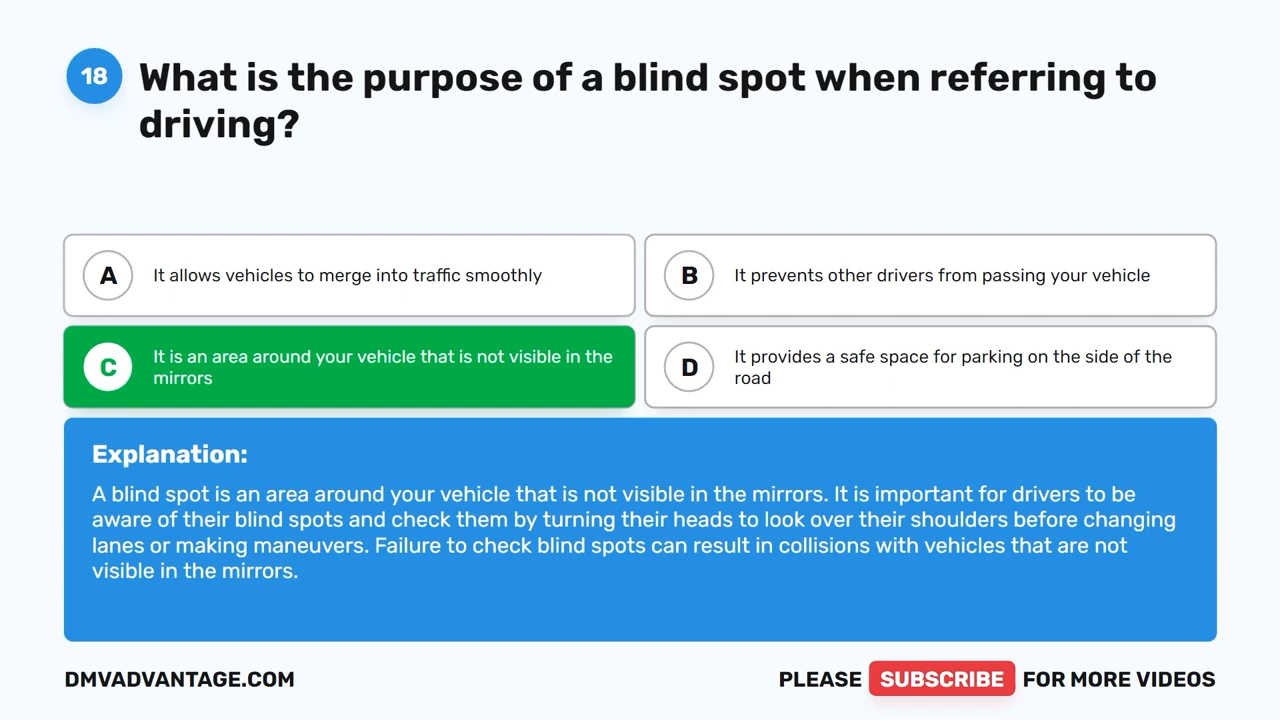 18
What is the purpose of a blind spot when referring to
driving?
A
It allows vehicles to merge into traffic smoothly
B
It prevents other drivers from passing your vehicle
C
It is an area around your vehicle that is not visible in the
mirrors
D
It provides a safe space for parking on the side of the
road
Explanation:
A blind spot is an area around your vehicle that is not visible in the mirrors. It is important for drivers to be
aware of their blind spots and check them by turning their heads to look over their shoulders before changing
lanes or making maneuvers. Failure to check blind spots can result in collisions with vehicles that are not
visible in the mirrors.
DMVADVANTAGE.COM
PLEASE SUBSCRIBE FOR MORE VIDEOS